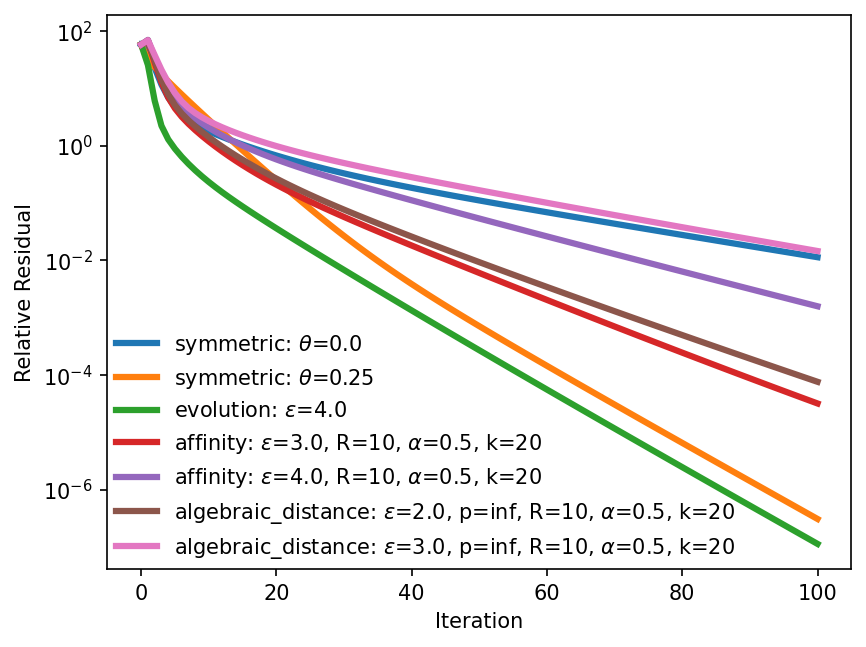 10²
10⁰
10⁻²
10⁻⁴
10⁻⁶
Relative Residual
symmetric: θ=0.0
symmetric: θ=0.25
evolution: ε=4.0
affinity: ε=3.0, R=10, α=0.5, k=20
affinity: ε=4.0, R=10, α=0.5, k=20
algebraic_distance: ε=2.0, p=inf, R=10, α=0.5, k=20
algebraic_distance: ε=3.0, p=inf, R=10, α=0.5, k=20
0 20 40 60 80 100
Iteration